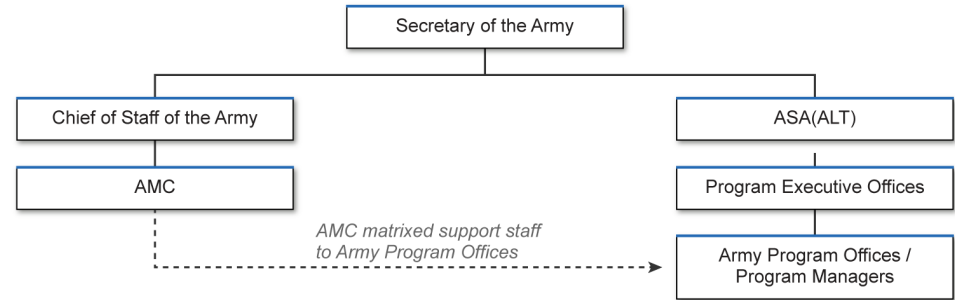 Secretary of the Army
Chief of Staff of the Army
ASA(ALT)
AMC
Program Executive Offices
AMC matrixed support staff
to Army Program Offices
Army Program Offices /
Program Managers